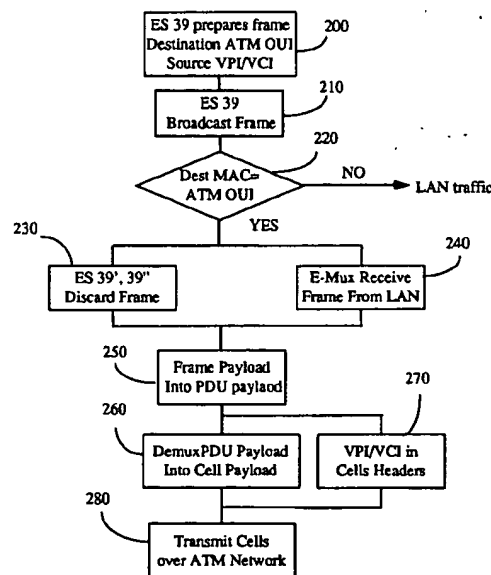 ES 39 prepares frame
Destination ATM OUI
Source VPI/VCI
200
ES 39
Broadcast Frame
210
220
Dest MAC=
ATM OUI
NO
LAN traffic
YES
230
ES 39', 39"
Discard Frame
240
E-Mux Receive
Frame From LAN
250
Frame Payload
Into PDU paylaod
260
DemuxPDU Payload
Into Cell Payload
270
VPI/VCI in
Cells Headers
280
Transmit Cells
over ATM Network